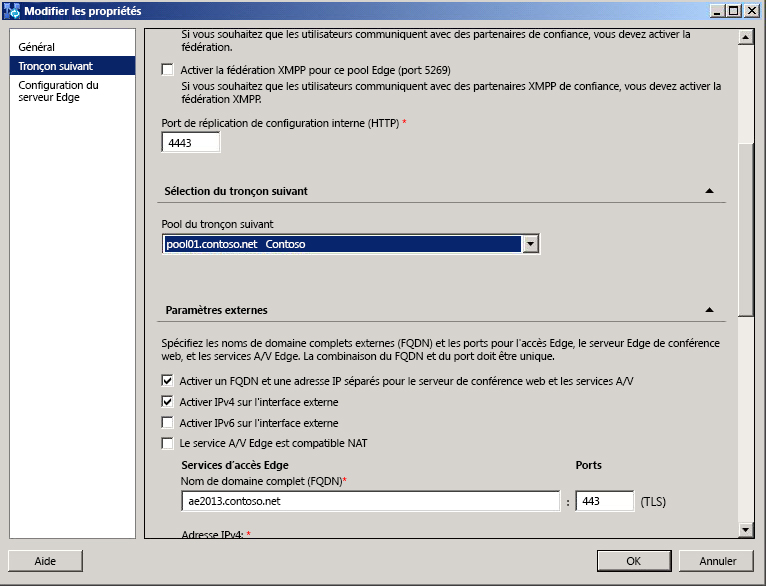 Modifier les propriétés
Général
Tronçon suivant
Configuration du
serveur Edge
Si vous souhaitez que les utilisateurs communiquent avec des partenaires de confiance, vous devez activer la
fédération.
Activer la fédération XMPP pour ce pool Edge (port 5269)
Si vous souhaitez que les utilisateurs communiquent avec des partenaires XMPP de confiance, vous devez activer la
fédération XMPP.
Port de réplication de configuration interne (HTTP) *
4443
Sélection du tronçon suivant
Pool du tronçon suivant
pool01.contoso.net Contoso
Paramètres externes
Spécifiez les noms de domaine complets externes (FQDN) et les ports pour l'accès Edge, le serveur Edge de conférence
web, et les services A/V Edge. La combinaison du FQDN et du port doit être unique.
Activer un FQDN et une adresse IP séparés pour le serveur de conférence web et les services A/V
Activer IPv4 sur l'interface externe
Activer IPv6 sur l'interface externe
Le service A/V Edge est compatible NAT
Services d'accès Edge Ports
Nom de domaine complet (FQDN)*
ae2013.contoso.net : 443 (TLS)
Adresse IPv4: *
Aide OK Annuler